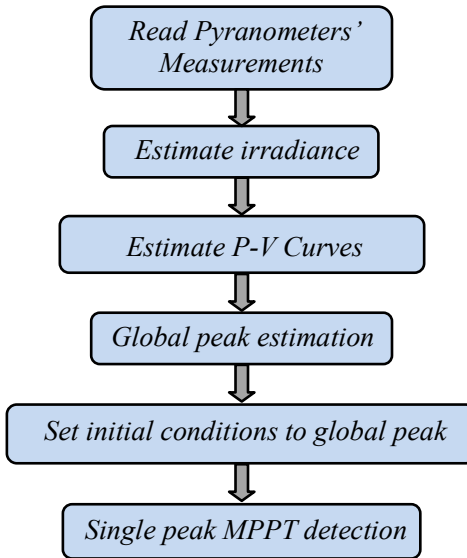 Read Pyranometers’
Measurements
Estimate irradiance
Estimate P-V Curves
Global peak estimation
Set initial conditions to global peak
Single peak MPPT detection